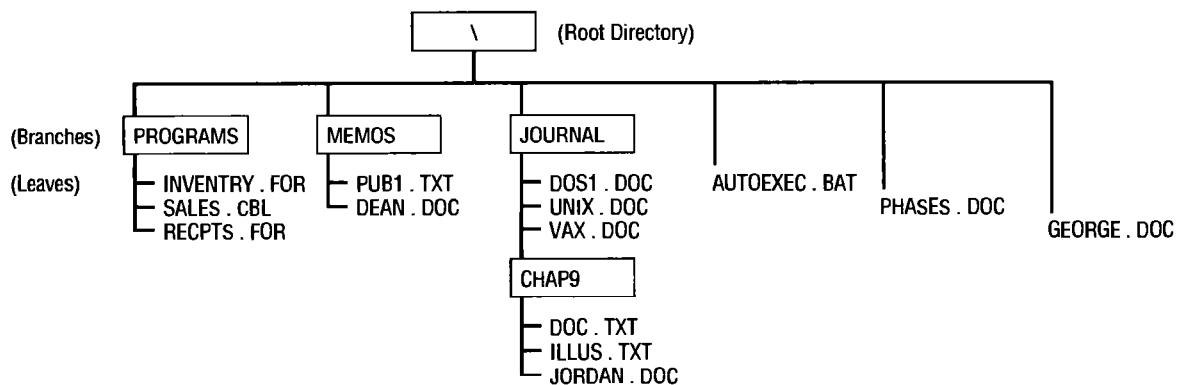 \ (Root Directory)
(Branches) PROGRAMS MEMOS JOURNAL
(Leaves) INVENTRY . FOR PUB1 . TXT DOS1 . DOC AUTOEXEC . BAT
SALES . CBL DEAN . DOC UNIX . DOC PHASES . DOC
RECPTs . FOR VAX . DOC GEORGE . DOC
CHAP9
DOC . TXT
ILLUS . TXT
JORDAN . DOC